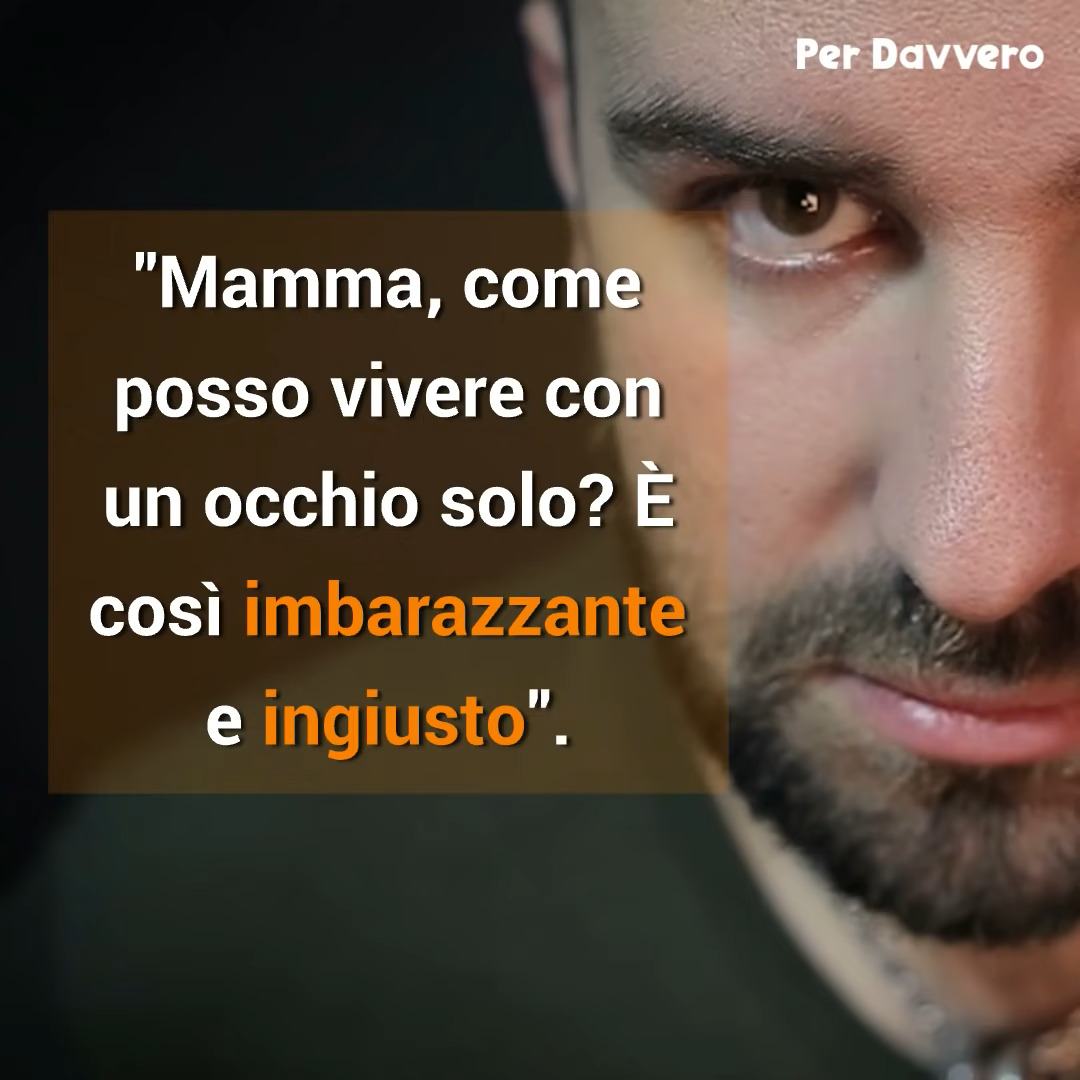 Per Davvero
"Mamma, come
posso vivere con
un occhio solo? È
così imbarazzante
e ingiusto".